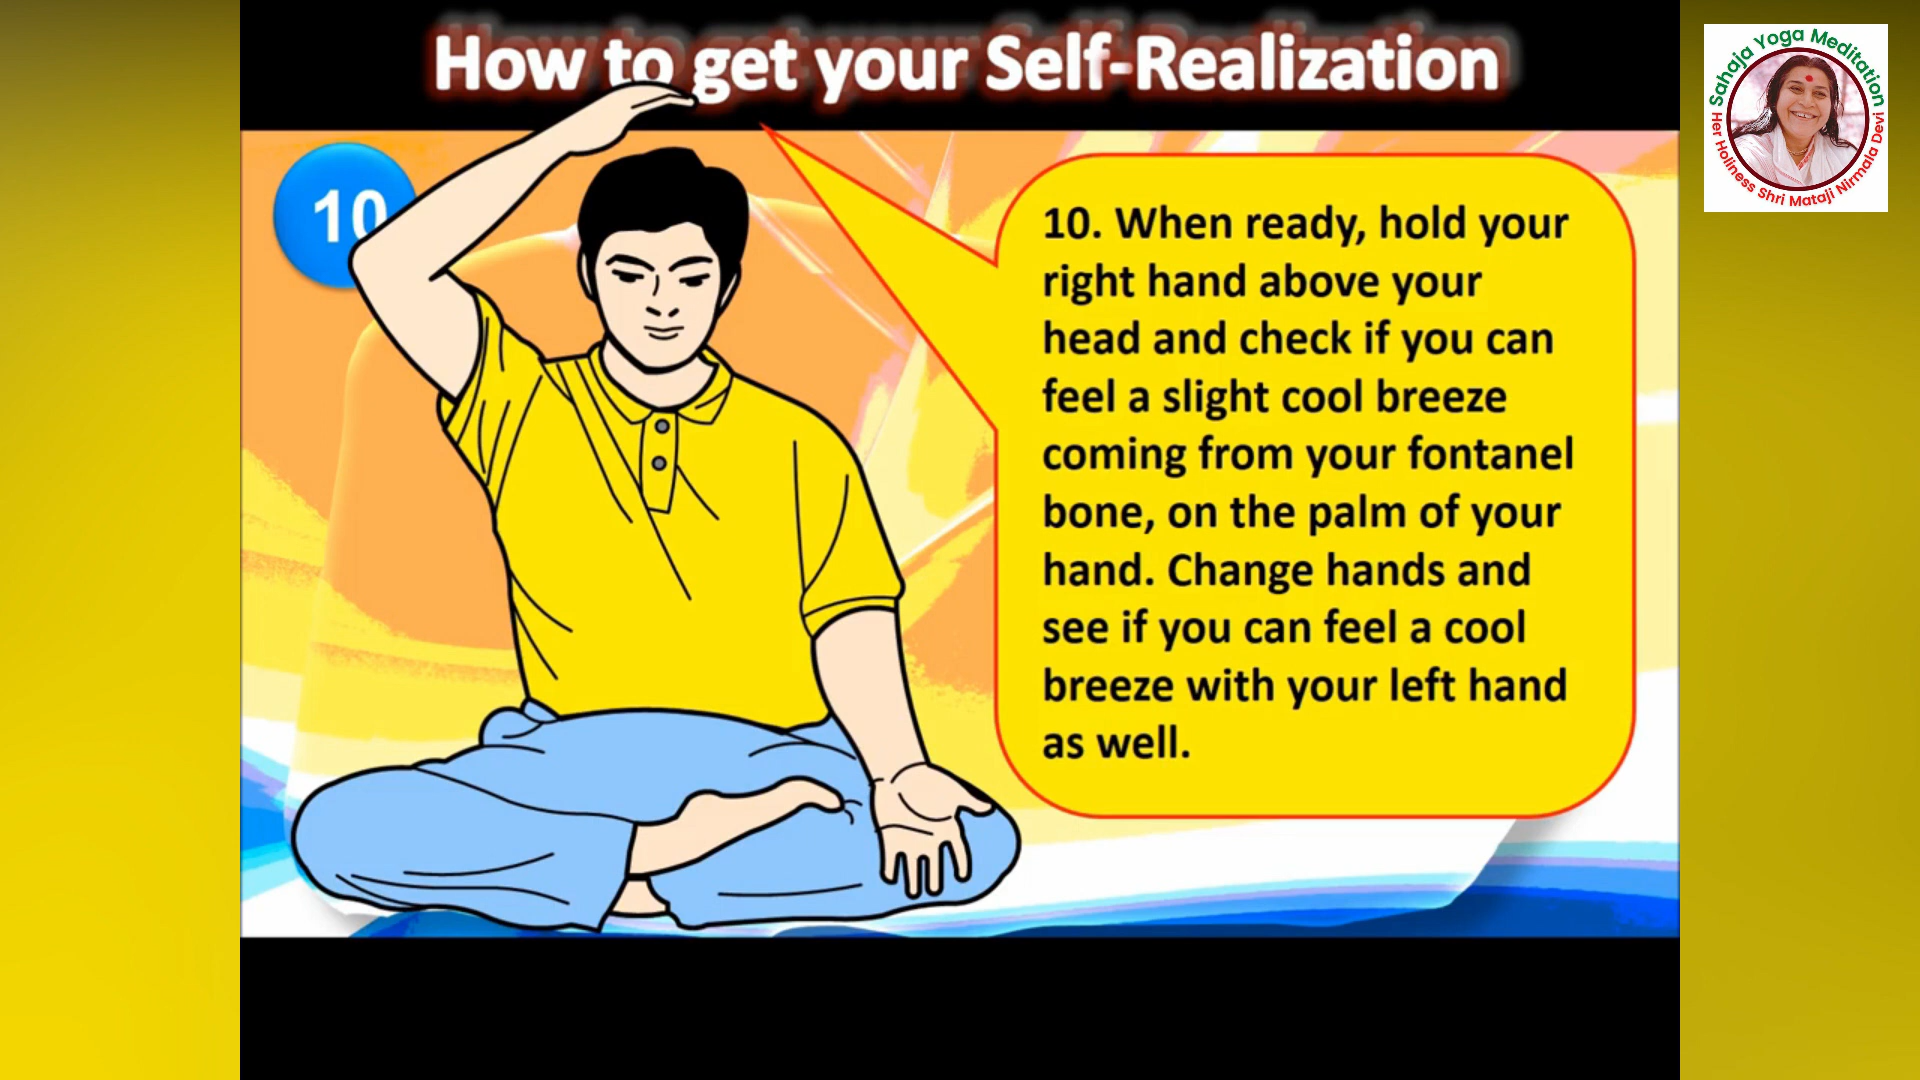 How to get your Self-Realization
Sahaja Yoga Meditation
Her Holiness Shri Mataji Nirmala Devi
10
10. When ready, hold your
right hand above your
head and check if you can
feel a slight cool breeze
coming from your fontanel
bone, on the palm of your
hand. Change hands and
see if you can feel a cool
breeze with your left hand
as well.